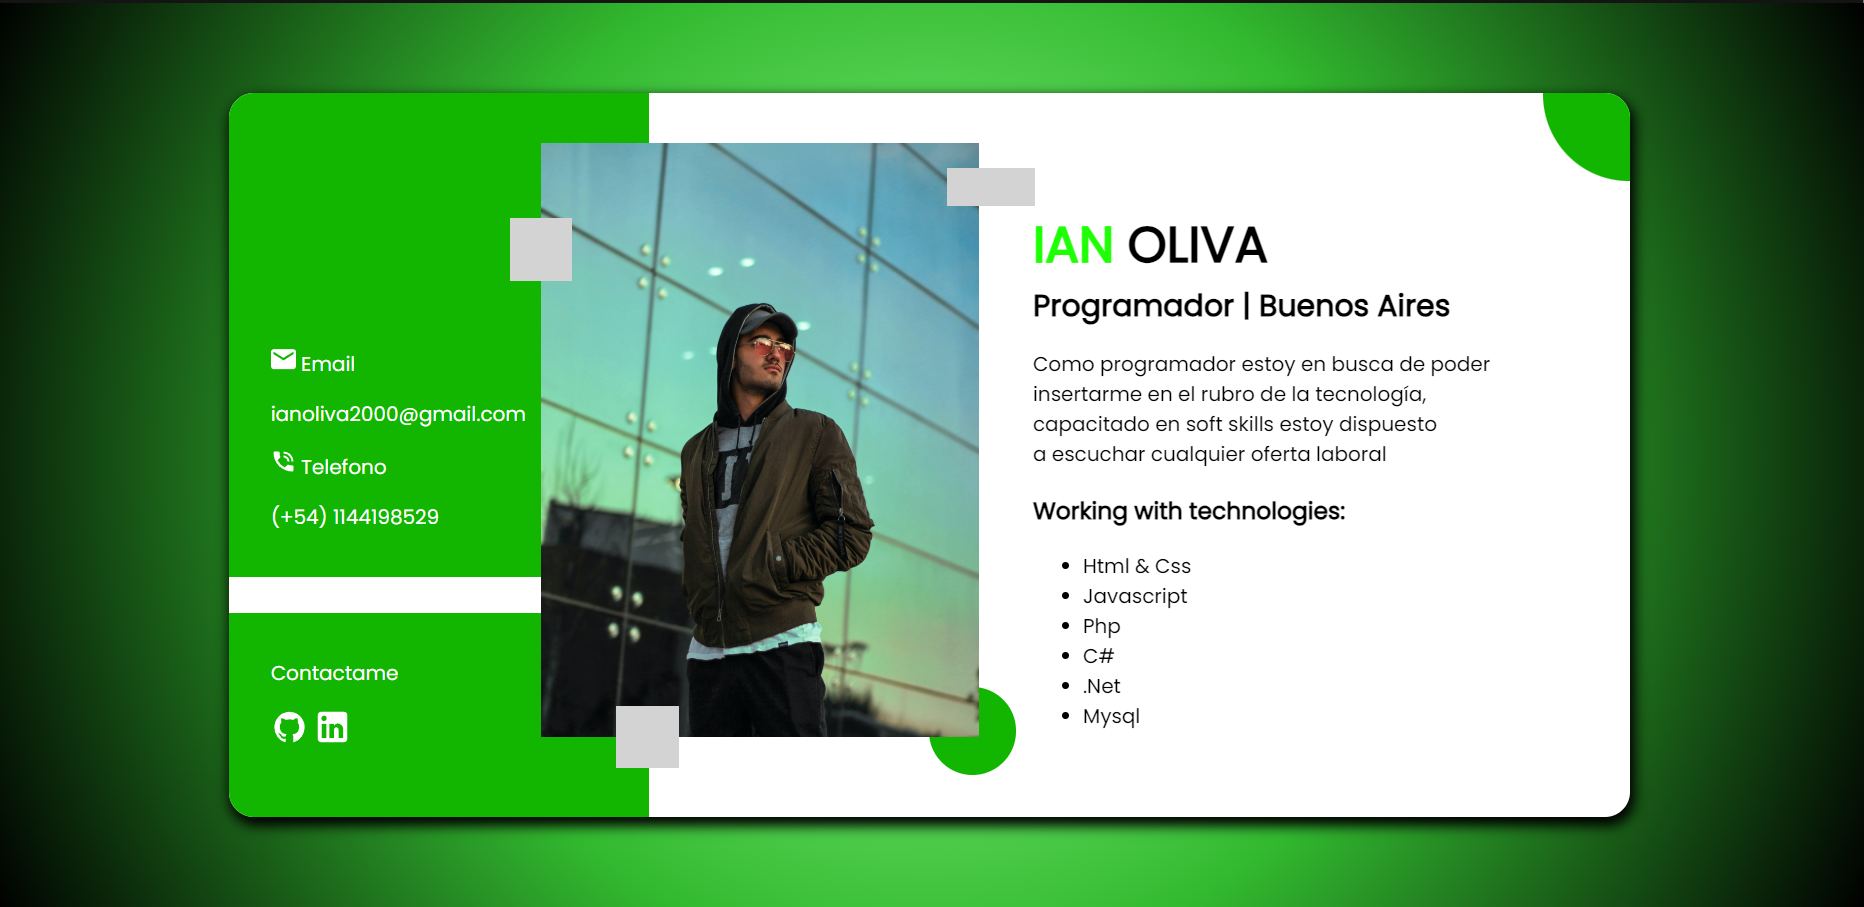 Email
ianoliva2000@gmail.com
Telefono
(+54) 1144198529
Contactame
in
IAN OLIVA
Programador | Buenos Aires
Como programador estoy en busca de poder
insertarme en el rubro de la tecnología,
capacitado en soft skills estoy dispuesto
a escuchar cualquier oferta laboral
Working with technologies:
Html & Css
Javascript
Php
C#
.Net
Mysql